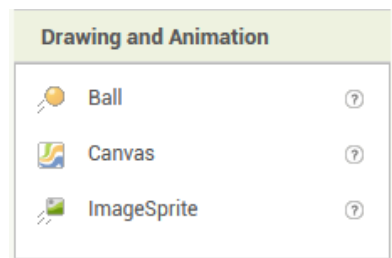 Drawing and Animation
Ball ?
Canvas ?
ImageSprite ?